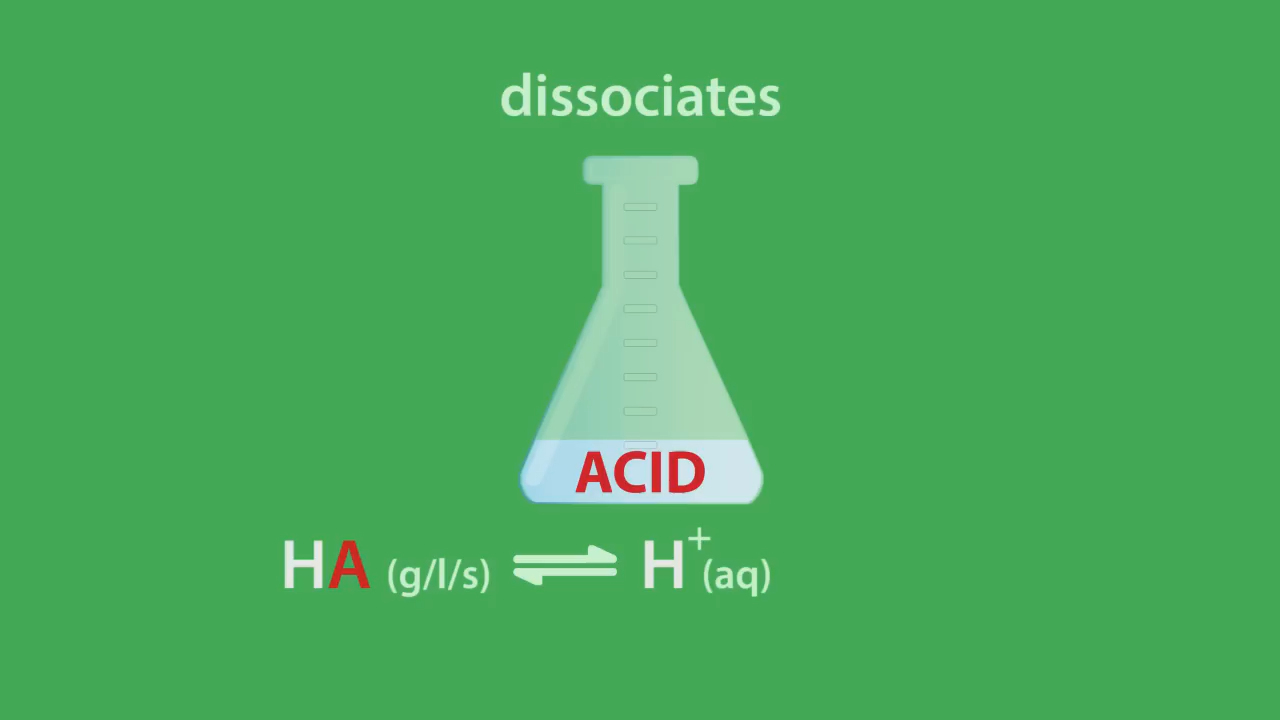 dissociates
ACID
HA (g/l/s) ⇌ H⁺(aq)